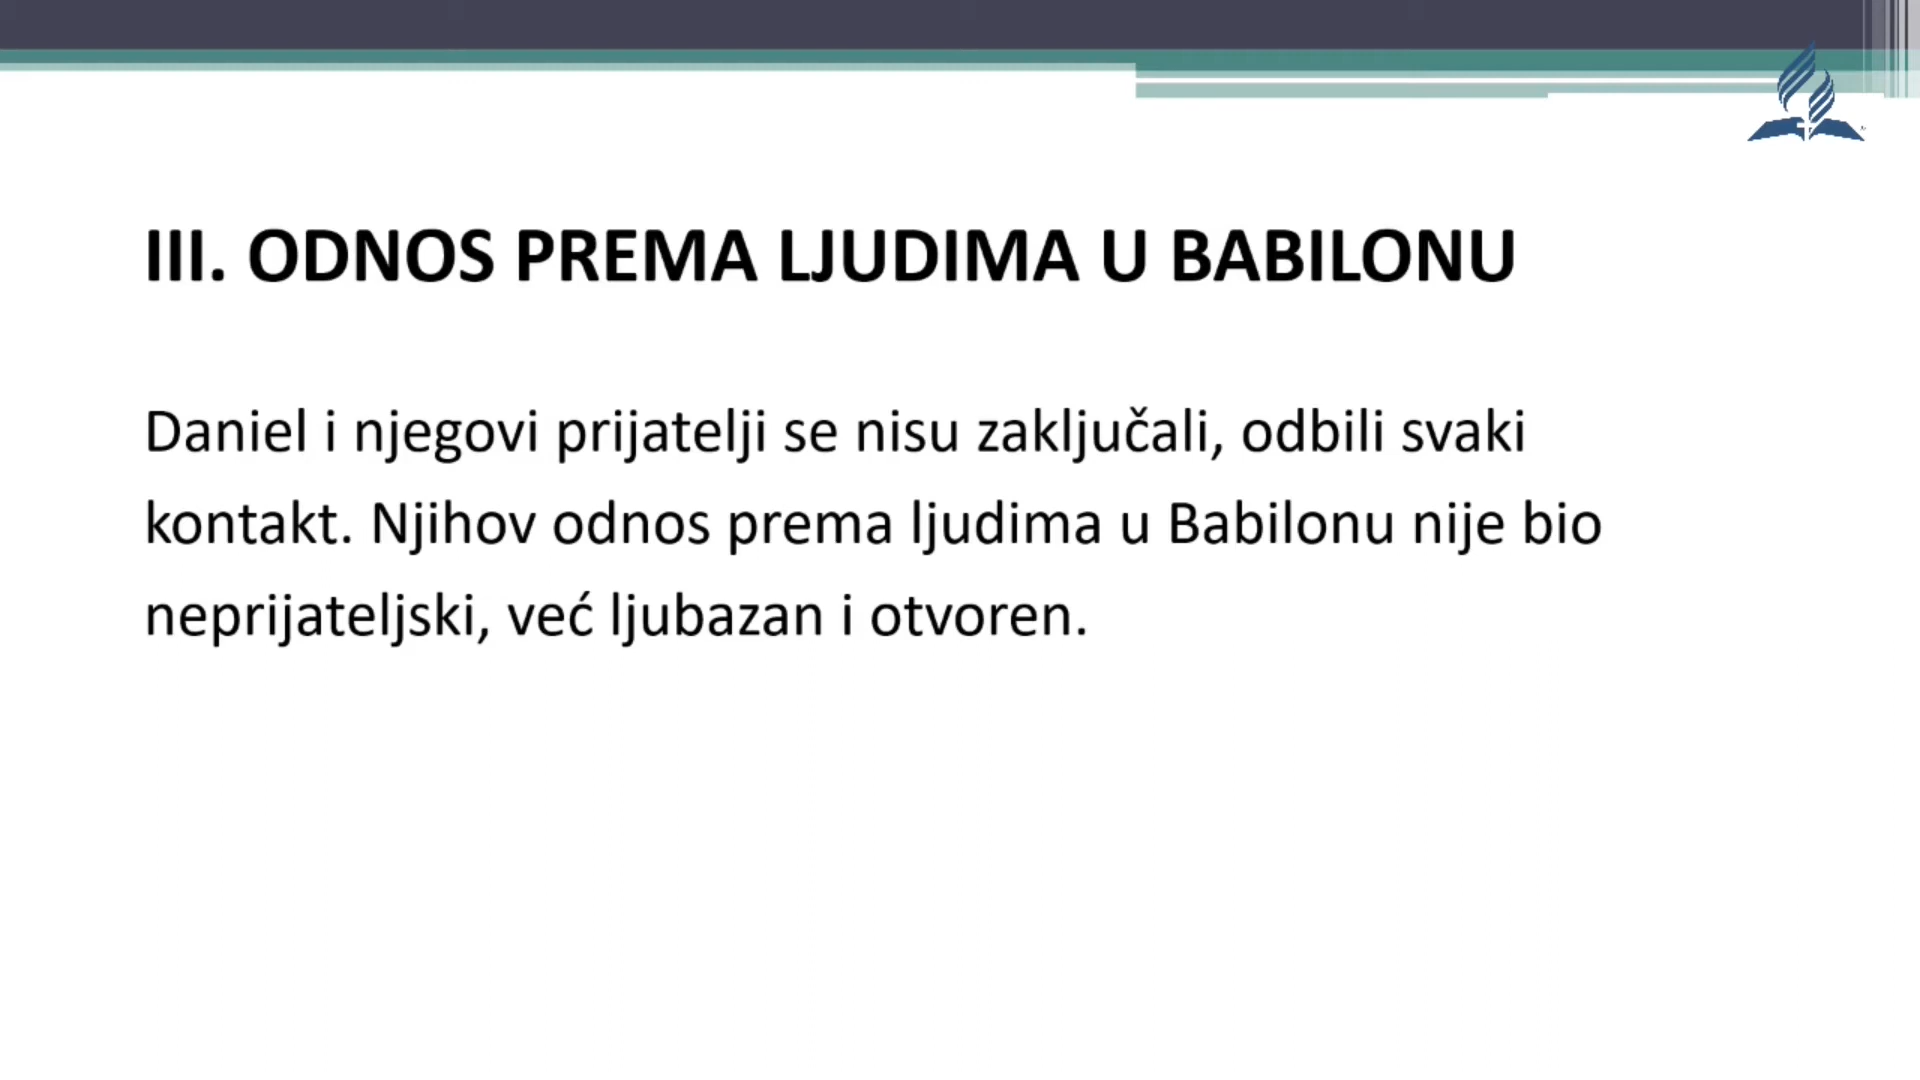 III. ODNOS PREMA LJUDIMA U BABILONU
Daniel i njegovi prijatelji se nisu zaključali, odbili svaki
kontakt. Njihov odnos prema ljudima u Babilonu nije bio
neprijateljski, već ljubazan i otvoren.